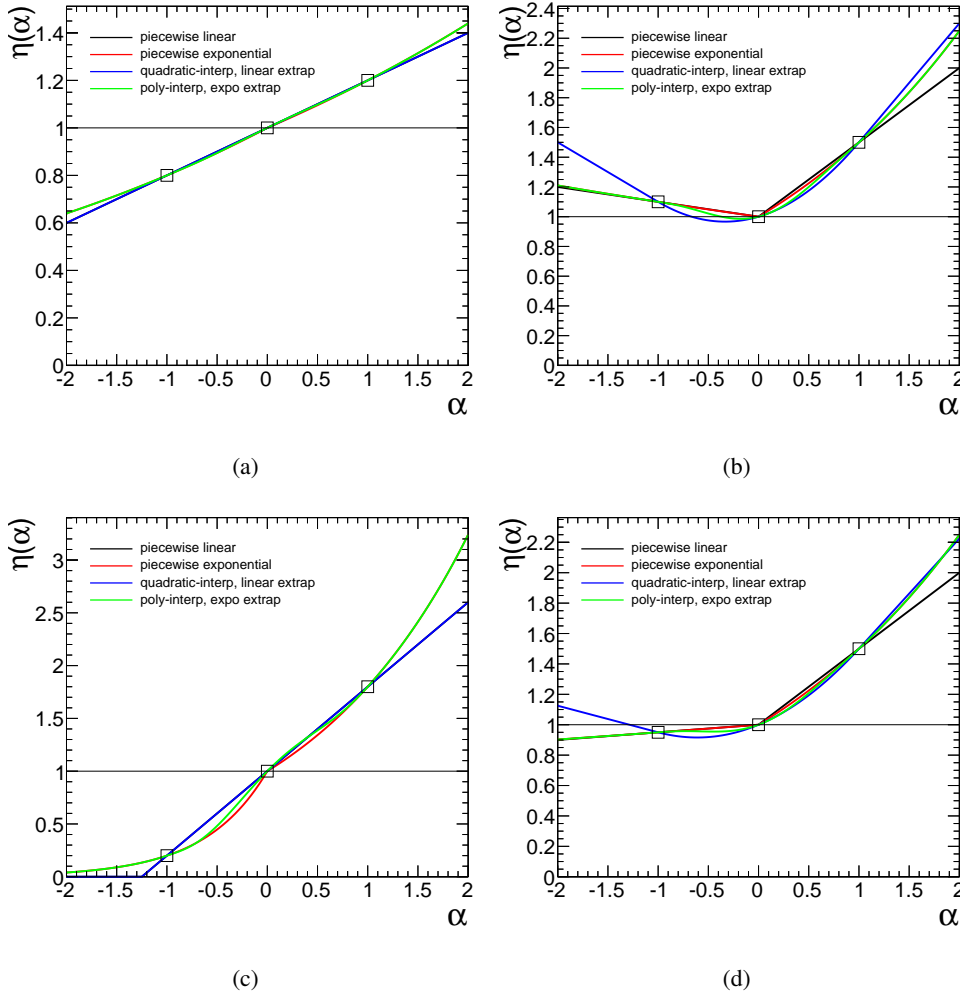 η(α)
piecewise linear
piecewise exponential
quadratic-interp, linear extrap
poly-interp, expo extrap
1.4
1.2
1
0.8
0.6
0.4
0.2
0
-2 -1.5 -1 -0.5 0 0.5 1 1.5 2
α
(a)
η(α)
piecewise linear
piecewise exponential
quadratic-interp, linear extrap
poly-interp, expo extrap
2.4
2.2
2
1.8
1.6
1.4
1.2
1
0.8
0.6
0.4
0.2
0
-2 -1.5 -1 -0.5 0 0.5 1 1.5 2
α
(b)
η(α)
piecewise linear
piecewise exponential
quadratic-interp, linear extrap
poly-interp, expo extrap
3
2.5
2
1.5
1
0.5
0
-2 -1.5 -1 -0.5 0 0.5 1 1.5 2
α
(c)
η(α)
piecewise linear
piecewise exponential
quadratic-interp, linear extrap
poly-interp, expo extrap
2.2
2
1.8
1.6
1.4
1.2
1
0.8
0.6
0.4
0.2
0
-2 -1.5 -1 -0.5 0 0.5 1 1.5 2
α
(d)